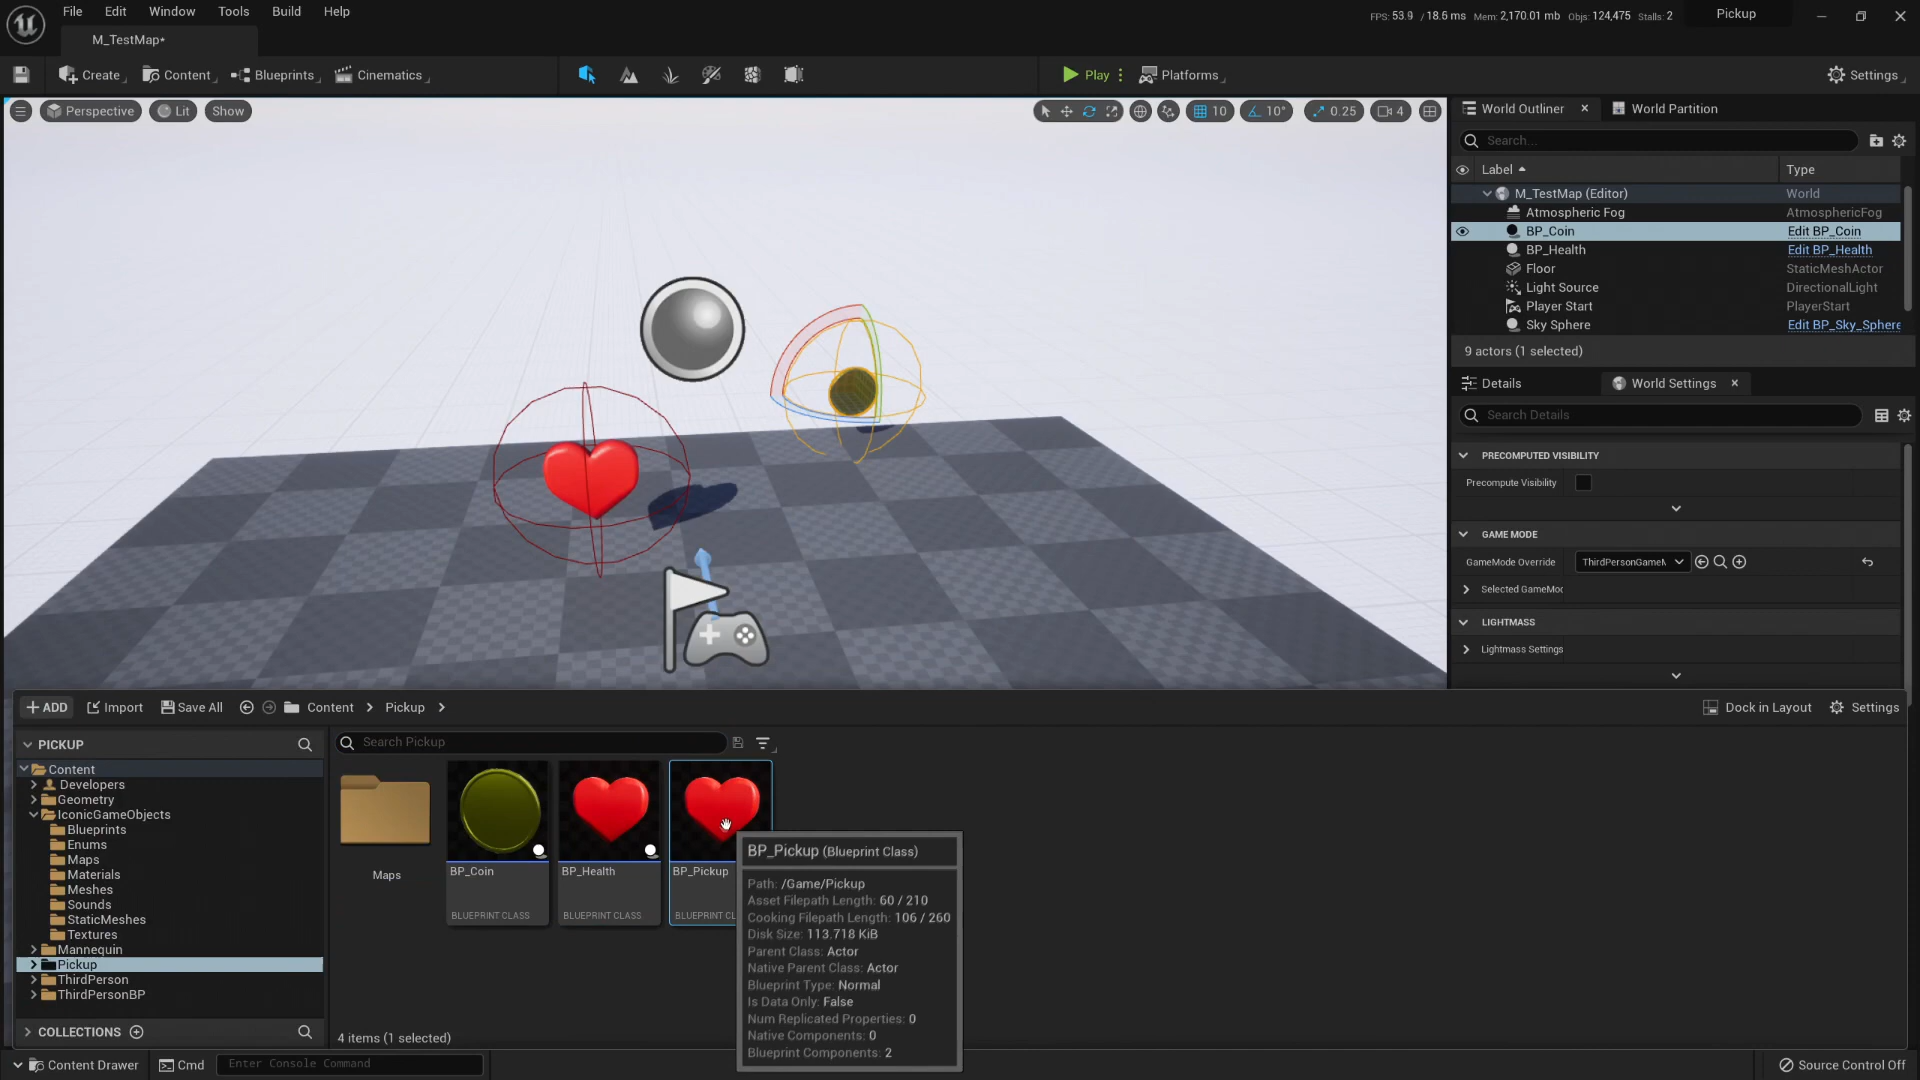 File Edit Window Tools Build Help
FPS: 53.9 / 18.6 ms Mem: 2,170.01 mb Objs: 124,475 Stalls: 2
Pickup
M_TestMap*
Create
Content
Blueprints
Cinematics
Play
Platforms
Settings
Perspective
Lit
Show
10
10°
0.25
4
World Outliner
World Partition
Search...
Label Type
M_TestMap (Editor) World
Atmospheric Fog AtmosphericFog
BP_Coin Edit BP_Coin
BP_Health Edit BP_Health
Floor StaticMeshActor
Light Source DirectionalLight
Player Start PlayerStart
Sky Sphere Edit BP_Sky_Sphere
9 actors (1 selected)
Details
World Settings
Search Details
PRECOMPUTED VISIBILITY
Precompute Visibility
GAME MODE
GameMode Override ThirdPersonGameM
Selected GameMod
LIGHTMASS
Lightmass Settings
ADD
Import
Save All
Content
Pickup
Dock in Layout
Settings
PICKUP
Content
Developers
Geometry
IconicGameObjects
Blueprints
Enums
Maps
Materials
Meshes
Sounds
StaticMeshes
Textures
Mannequin
Pickup
ThirdPerson
ThirdPersonBP
COLLECTIONS
Search Pickup
Maps
BP_Coin
BLUEPRINT CLASS
BP_Health
BLUEPRINT CLASS
BP_Pickup
BLUEPRINT CL
BP_Pickup (Blueprint Class)
Path: /Game/Pickup
Asset Filepath Length: 60 / 210
Cooking Filepath Length: 106 / 260
Disk Size: 113.718 KiB
Parent Class: Actor
Native Parent Class: Actor
Blueprint Type: Normal
Is Data Only: False
Num Replicated Properties: 0
Native Components: 0
Blueprint Components: 2
4 items (1 selected)
Content Drawer
Cmd
Enter Console Command
Source Control Off